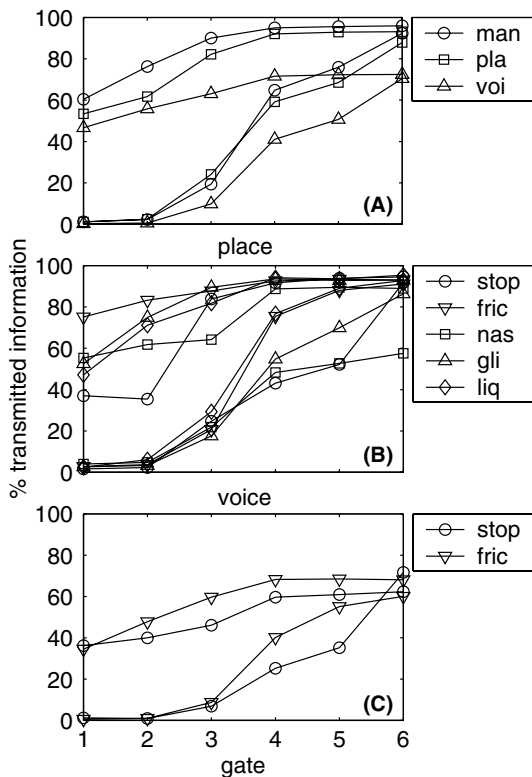 100
80
60
40
20
0
man
pla
voi
(A)
place
100
80
60
40
20
0
stop
fric
nas
gli
liq
(B)
% transmitted information
voice
100
80
60
40
20
0
stop
fric
(C)
1 2 3 4 5 6
gate